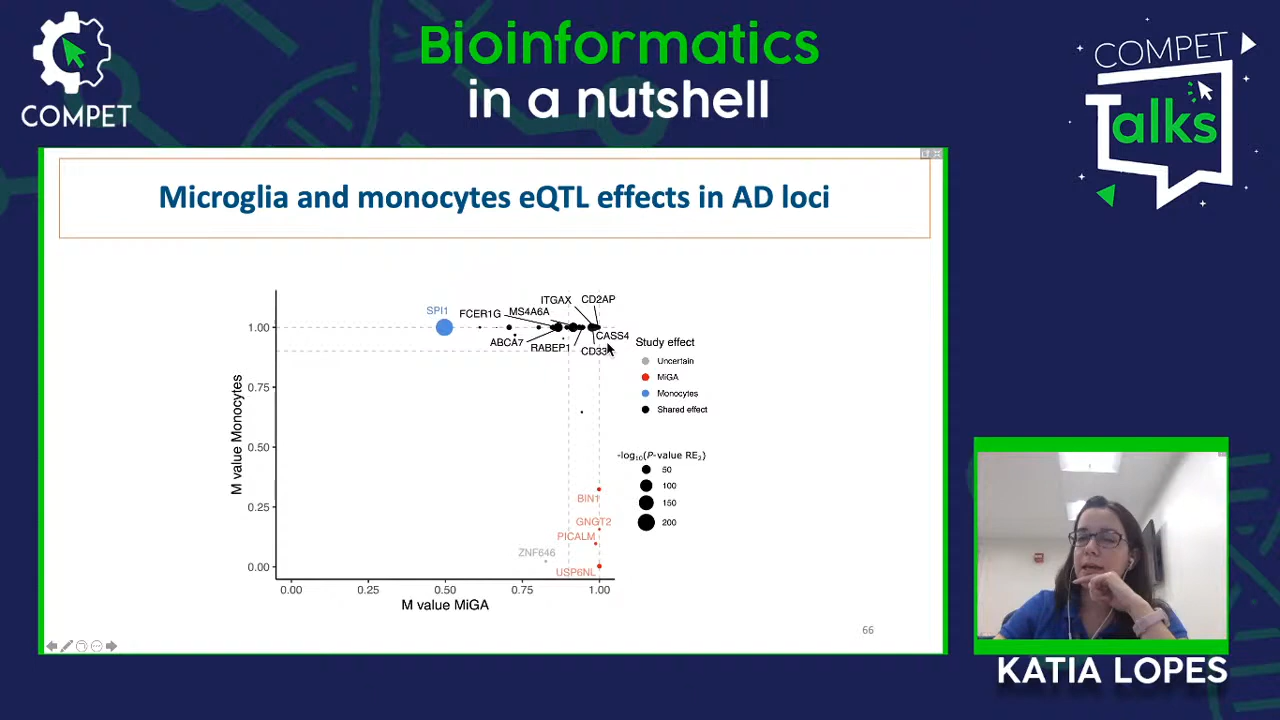 Bioinformatics
in a nutshell
COMPET
COMPET
Talks
Microglia and monocytes eQTL effects in AD loci
SPI1
FCER1G
MS4A6A
ITGAX
CD2AP
ABCA7
RABEP1
CASS4
CD33
BIN1
GNGT2
PICALM
ZNF646
USP6NL
M value Monocytes
1.00
0.75
0.50
0.25
0.00
0.00
0.25
0.50
0.75
1.00
M value MiGA
Study effect
Uncertain
MiGA
Monocytes
Shared effect
-log10(P-value RE2)
50
100
150
200
66
KATIA LOPES